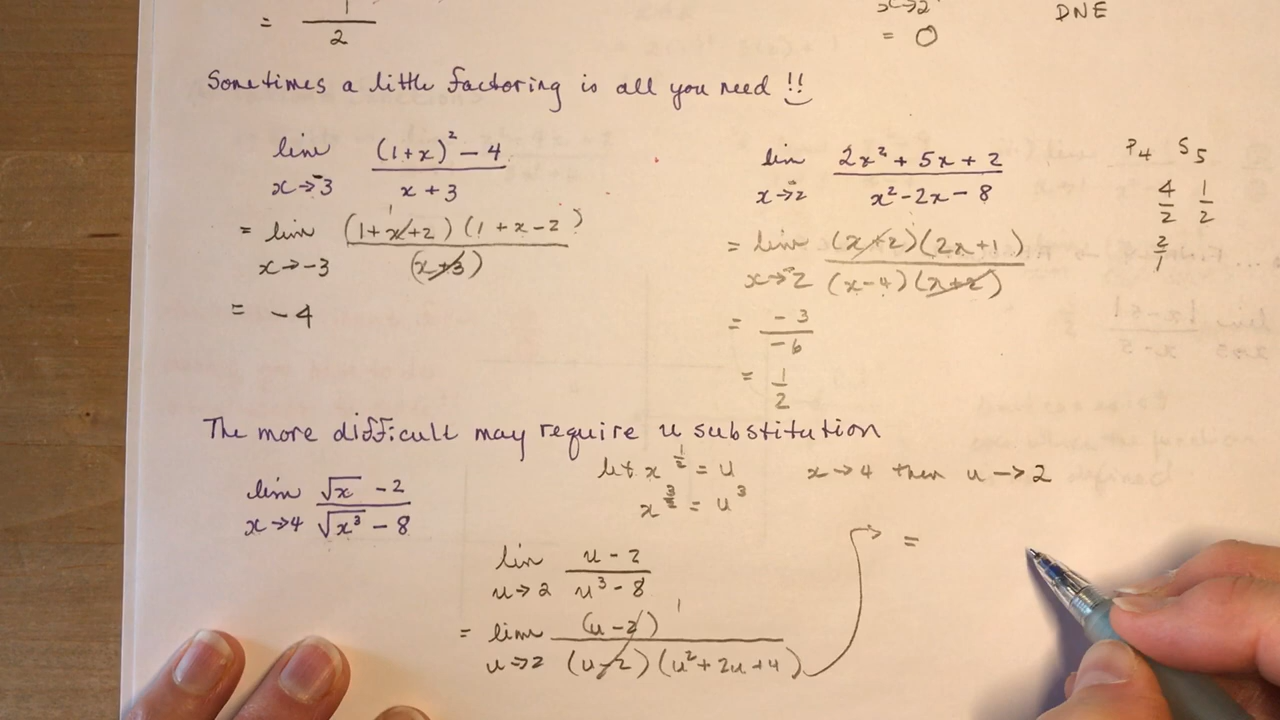 = 1/2
x→2
= 0
DNE
Sometimes a little factoring is all you need !!
lim x→-3 ((1+x)² - 4)/(x + 3)
= lim x→-3 ((1+x+2)(1+x-2))/(x+3)
= -4
lim x→-2 (2x² + 5x + 2)/(x² - 2x - 8)
= lim x→-2 ((x+2)(2x+1))/((x-4)(x+2))
= -3/-6
= 1/2
P4 S5
4/2 1/2
2/1
The more difficult may require u substitution
lim x→4 (√x - 2)/(√x³ - 8)
let x^(1/2) = u
x^(3/2) = u³
x→4 then u→2
lim u→2 (u - 2)/(u³ - 8)
= lim u→2 (u-2)/((u-2)(u²+2u+4))
=